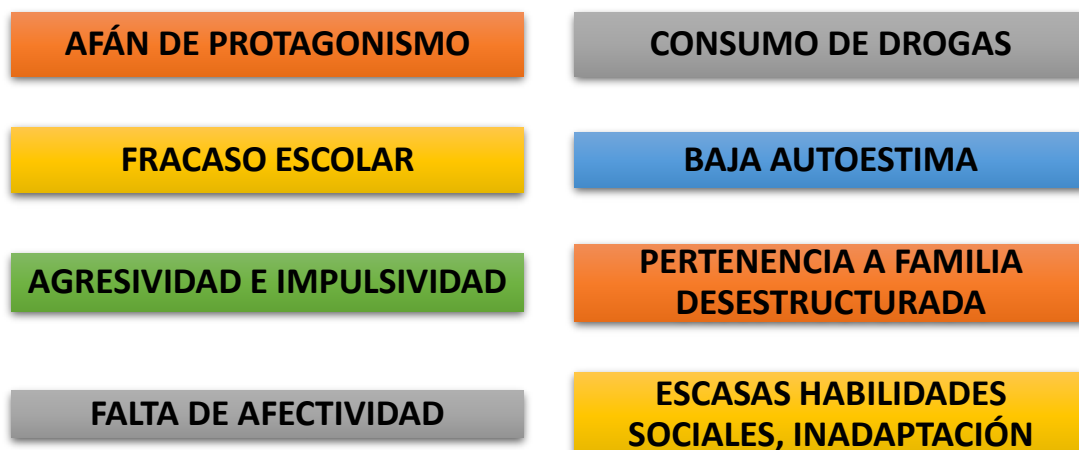 AFÁN DE PROTAGONISMO
CONSUMO DE DROGAS
FRACASO ESCOLAR
BAJA AUTOESTIMA
AGRESIVIDAD E IMPULSIVIDAD
PERTENENCIA A FAMILIA
DESESTRUCTURADA
FALTA DE AFECTIVIDAD
ESCASAS HABILIDADES
SOCIALES, INADAPTACIÓN